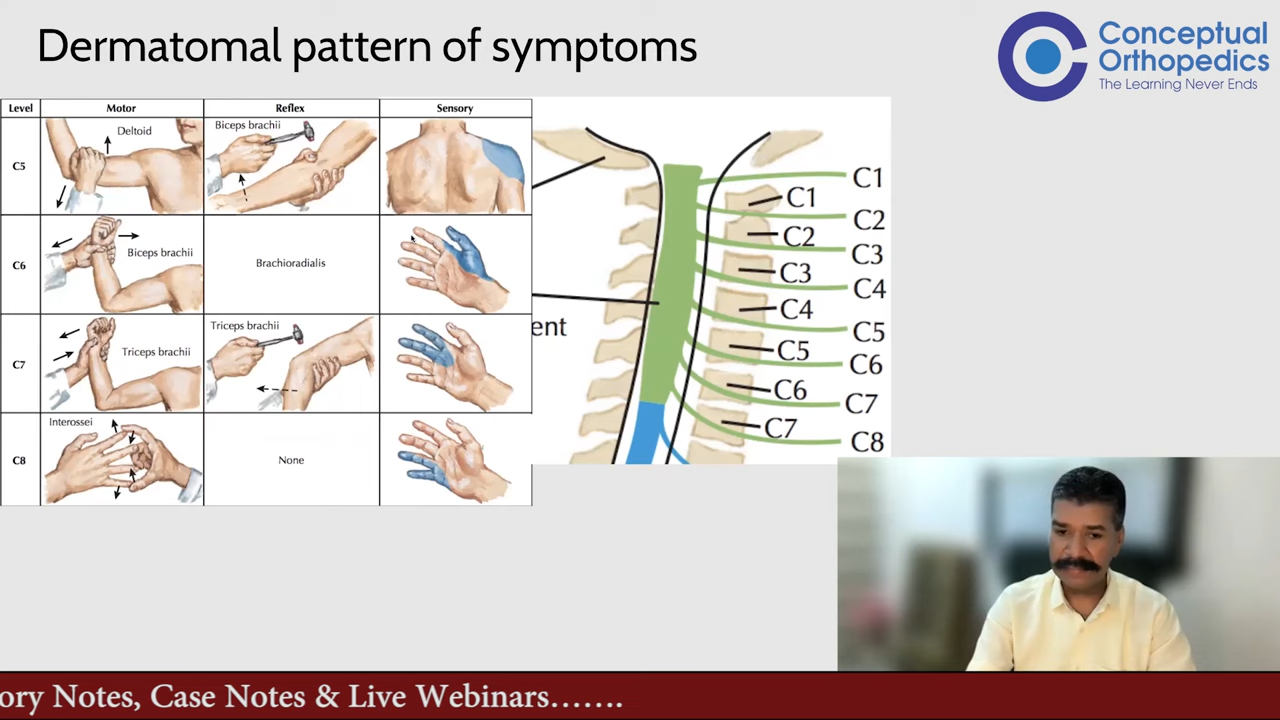 Dermatomal pattern of symptoms
Conceptual
Orthopedics
The Learning Never Ends
Level Motor Reflex Sensory
C5 Deltoid Biceps brachii
C6 Biceps brachii Brachioradialis
C7 Triceps brachii Triceps brachii
C8 Interossei None
ent
C1
C2
C3
C4
C5
C6
C7
C1
C2
C3
C4
C5
C6
C7
C8
ory Notes, Case Notes & Live Webinars.......